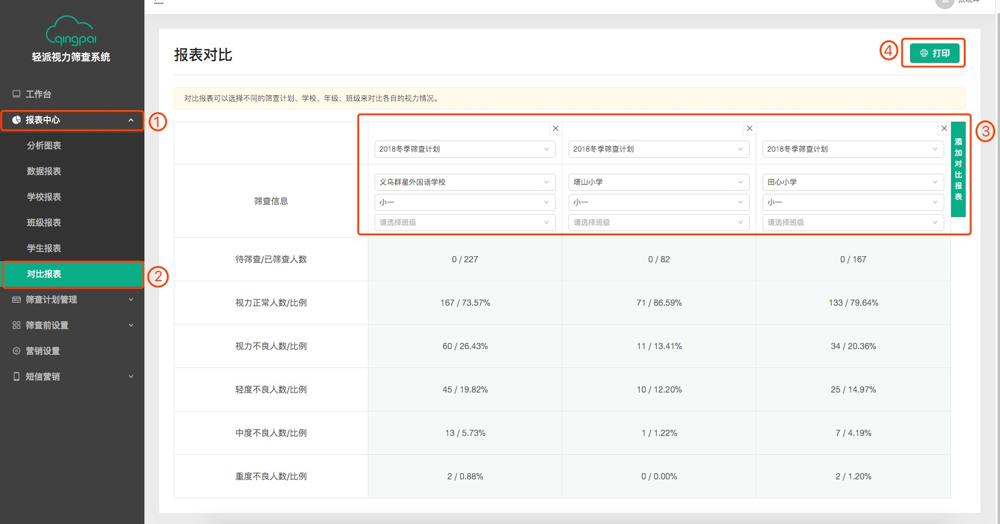 qingpai
轻派视力筛查系统
工作台
报表中心
①
分析图表
数据报表
学校报表
班级报表
学生报表
对比报表
②
筛查计划管理
筛查前设置
营销设置
短信营销
报表对比
④
打印
对比报表可以选择不同的筛查计划、学校、年级、班级来对比各自的视力情况。
2018冬季筛查计划 2018冬季筛查计划 2018冬季筛查计划
③
添加对比报表
筛查信息
义乌群星外国语学校 塔山小学 田心小学
小一 小一 小一
请选择班级 请选择班级 请选择班级
待筛查/已筛查人数 0 / 227 0 / 82 0 / 167
视力正常人数/比例 167 / 73.57% 71 / 86.59% 133 / 79.64%
视力不良人数/比例 60 / 26.43% 11 / 13.41% 34 / 20.36%
轻度不良人数/比例 45 / 19.82% 10 / 12.20% 25 / 14.97%
中度不良人数/比例 13 / 5.73% 1 / 1.22% 7 / 4.19%
重度不良人数/比例 2 / 0.88% 0 / 0.00% 2 / 1.20%